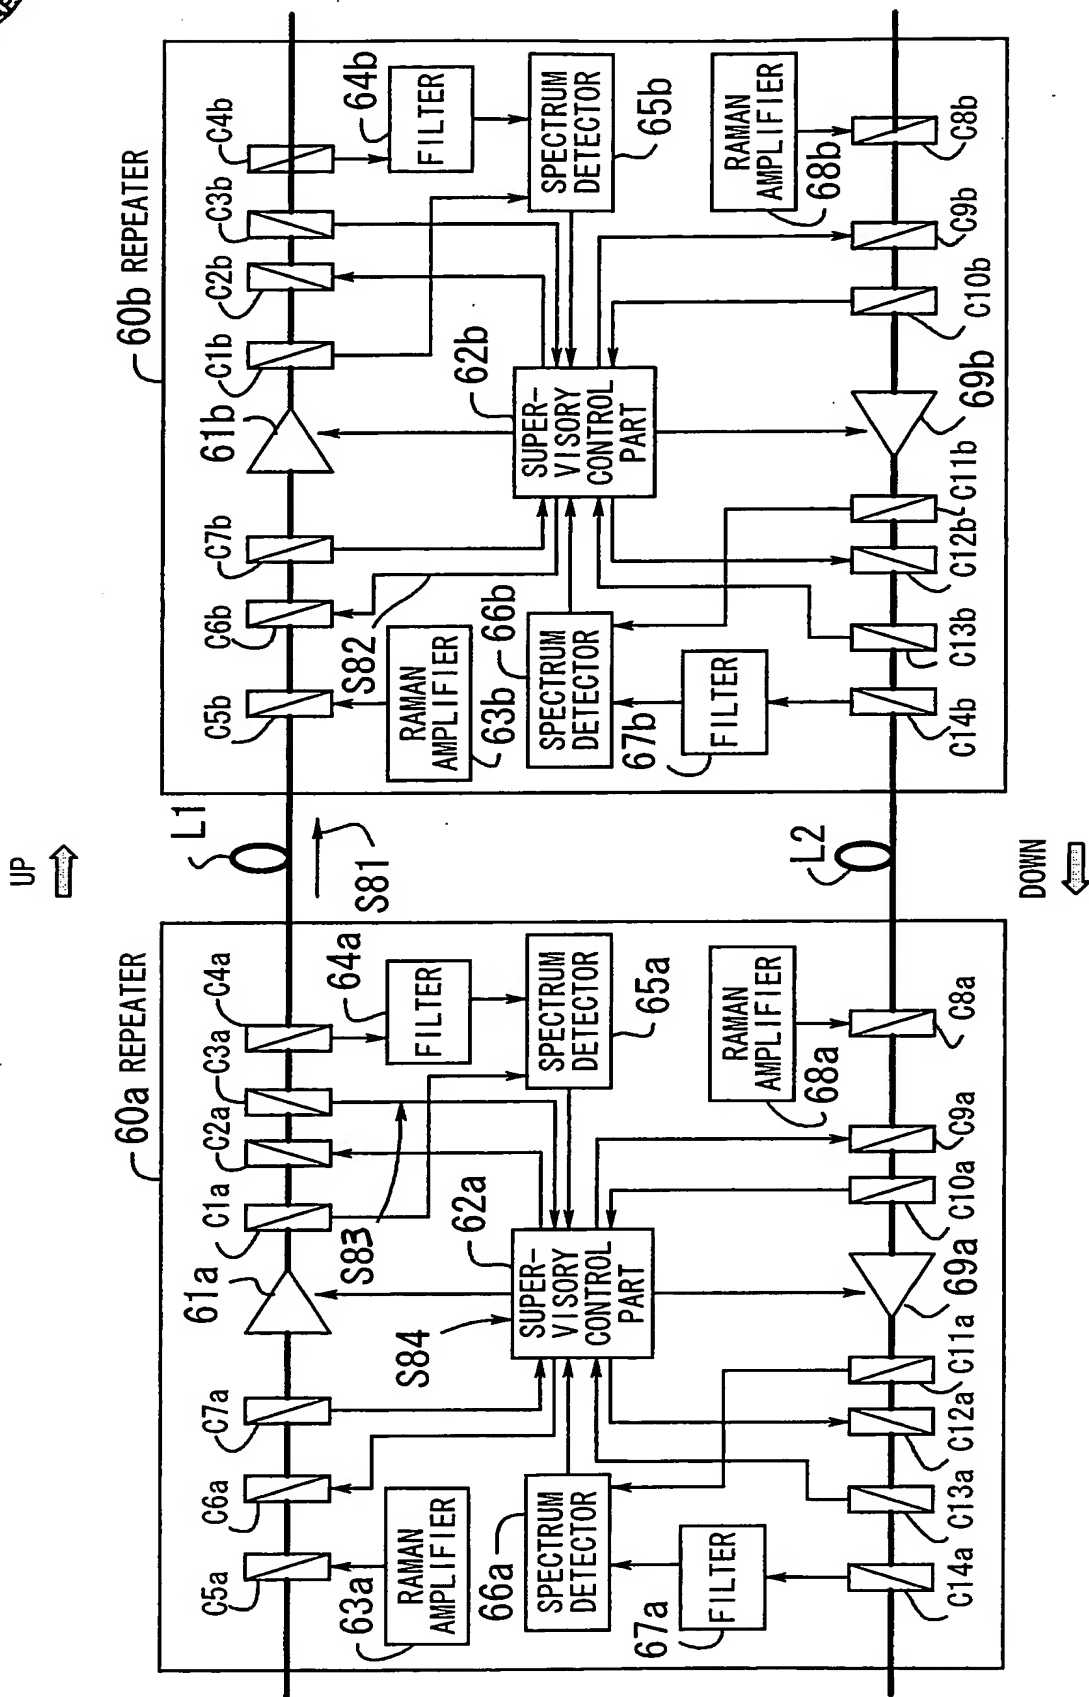 UP
DOWN
60a REPEATER
C5a
C6a
C7a
61a
C1a
C2a
C3a
C4a
63a
RAMAN
AMPLIFIER
S84
S83
62a
64a
FILTER
66a
SPECTRUM
DETECTOR
SUPER-
VISORY
CONTROL
PART
SPECTRUM
DETECTOR
65a
67a
FILTER
RAMAN
AMPLIFIER
68a
C14a
C13a
C12a
C11a
69a
C10a
C9a
C8a
L1
S81
L2
60b REPEATER
C5b
C6b
C7b
61b
C1b
C2b
C3b
C4b
S82
RAMAN
AMPLIFIER
63b
62b
64b
FILTER
66b
SPECTRUM
DETECTOR
SUPER-
VISORY
CONTROL
PART
SPECTRUM
DETECTOR
65b
67b
FILTER
RAMAN
AMPLIFIER
68b
C14b
C13b
C12b
C11b
69b
C10b
C9b
C8b